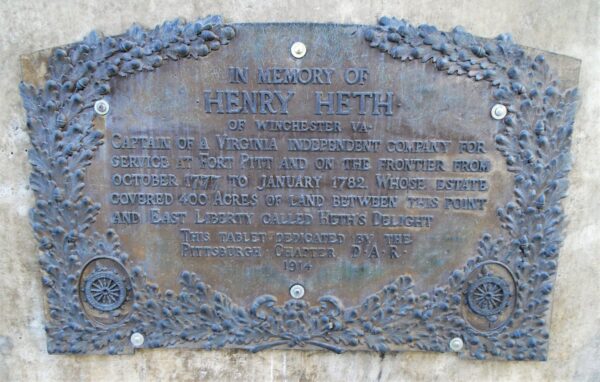 IN MEMORY OF
HENRY HETH
OF WINCHESTER VA-
CAPTAIN OF A VIRGINIA INDEPENDENT COMPANY FOR
SERVICE AT FORT PITT AND ON THE FRONTIER FROM
OCTOBER 1777 TO JANUARY 1782. WHOSE ESTATE
COVERED 400 ACRES OF LAND BETWEEN THIS POINT
AND EAST LIBERTY CALLED HETH'S DELIGHT
THIS TABLET DEDICATED BY THE
PITTSBURGH CHAPTER D·A·R·
1914